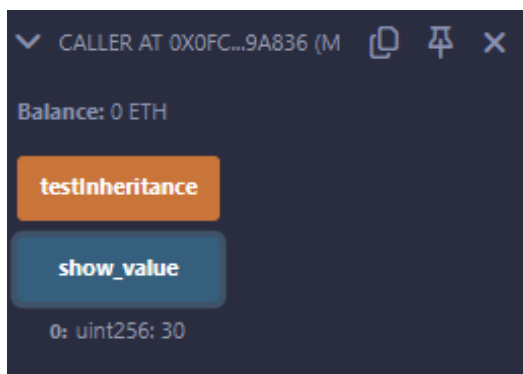 CALLER AT 0X0FC...9A836 (M
Balance: 0 ETH
testInheritance
show_value
0: uint256: 30